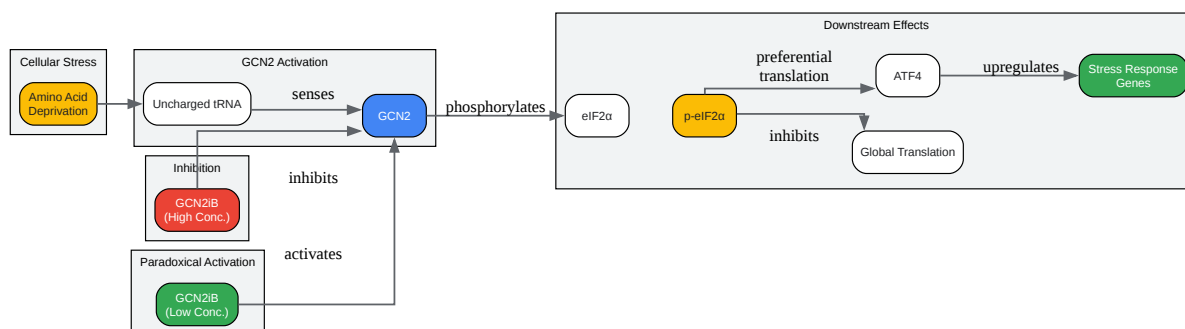 Downstream Effects
Cellular Stress
GCN2 Activation
preferential
translation
ATF4
upregulates
Stress Response
Genes
Amino Acid
Deprivation
Uncharged tRNA
senses
GCN2
phosphorylates
eIF2α
p-eIF2α
inhibits
Global Translation
Inhibition
inhibits
GCN2iB
(High Conc.)
activates
Paradoxical Activation
GCN2iB
(Low Conc.)